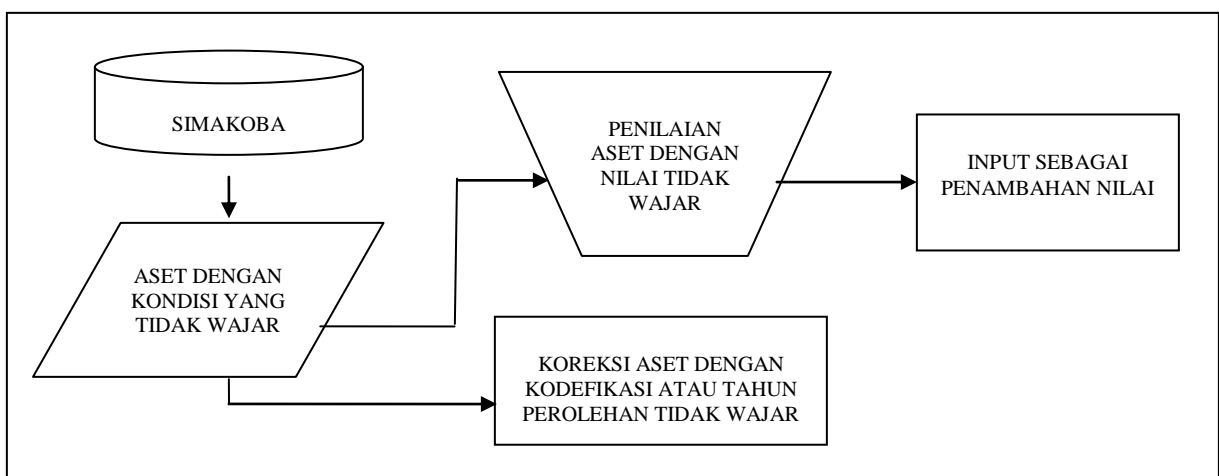 SIMAKOBA
ASET DENGAN
KONDISI YANG
TIDAK WAJAR
PENILAIAN
ASET DENGAN
NILAI TIDAK
WAJAR
INPUT SEBAGAI
PENAMBAHAN NILAI
KOREKSI ASET DENGAN
KODEFIKASI ATAU TAHUN
PEROLEHAN TIDAK WAJAR